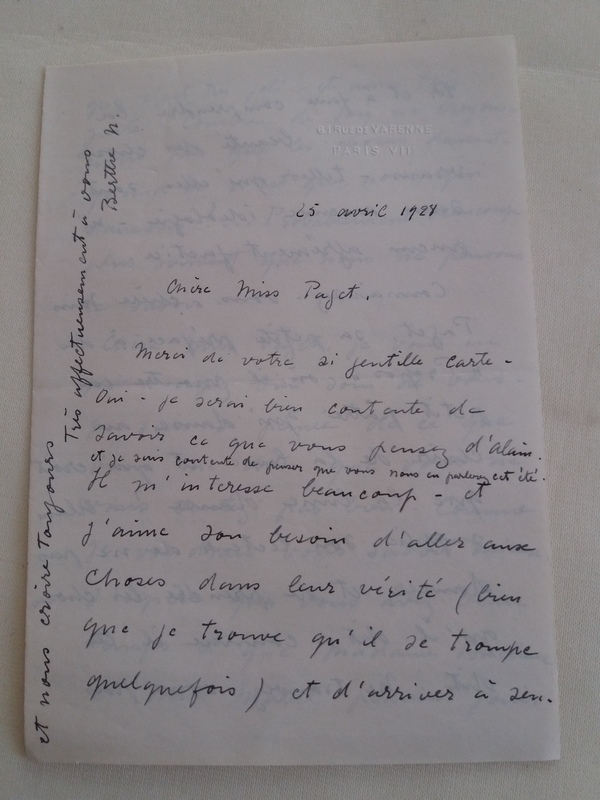 61 RUE DE VARENNE
PARIS VII
25 avril 1928
Chère Miss Paget.
Merci de votre si gentille carte -
Oui - je serai bien contente de
savoir ce que vous pensez d'Alain.
et je suis contente de penser que vous nous en parlerez cet été.
Il m'interesse beaucoup - et
j'aime son besoin d'aller aux
choses dans leur vérité (bien
que je trouve qu'il se trompe
quelquefois) et d'arriver à sen-
et nous croire Toujours
Très affectueusement à vous
Berthe N.